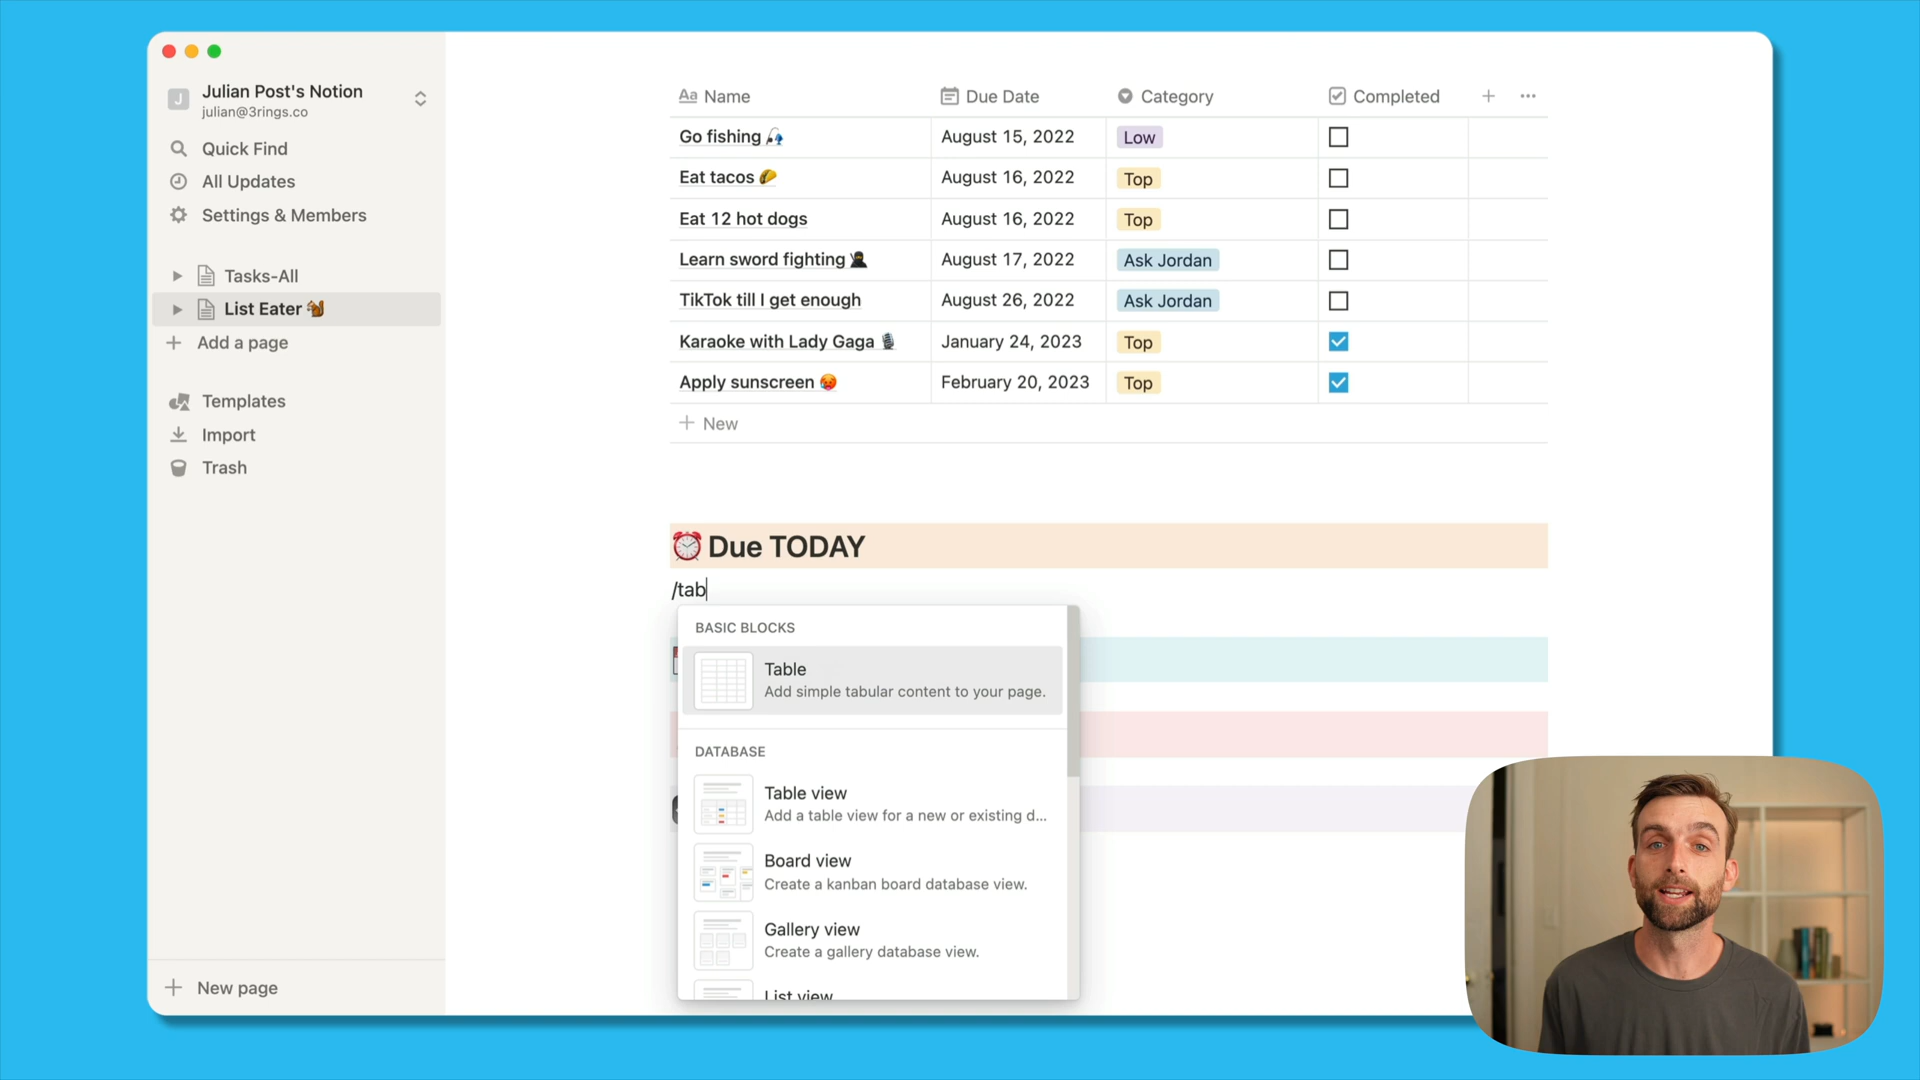 J
Julian Post's Notion
julian@3rings.co
Quick Find
All Updates
Settings & Members
Tasks-All
List Eater 🐿️
Add a page
Templates
Import
Trash
New page
Aa Name Due Date Category Completed
Go fishing 🎣 August 15, 2022 Low
Eat tacos 🌮 August 16, 2022 Top
Eat 12 hot dogs August 16, 2022 Top
Learn sword fighting 🥷 August 17, 2022 Ask Jordan
TikTok till I get enough August 26, 2022 Ask Jordan
Karaoke with Lady Gaga 🎙️ January 24, 2023 Top
Apply sunscreen 🥵 February 20, 2023 Top
New
⏰ Due TODAY
/tab
BASIC BLOCKS
Table
Add simple tabular content to your page.
DATABASE
Table view
Add a table view for a new or existing d...
Board view
Create a kanban board database view.
Gallery view
Create a gallery database view.
List view